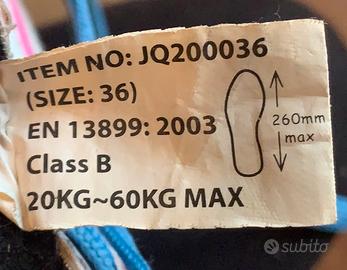 ITEM NO: JQ200036
(SIZE: 36)
EN 13899: 2003
Class B
20KG~60KG MAX
260mm
max
subito